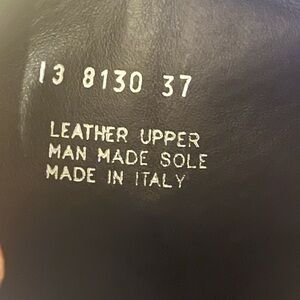 13 8130 37
LEATHER UPPER
MAN MADE SOLE
MADE IN ITALY